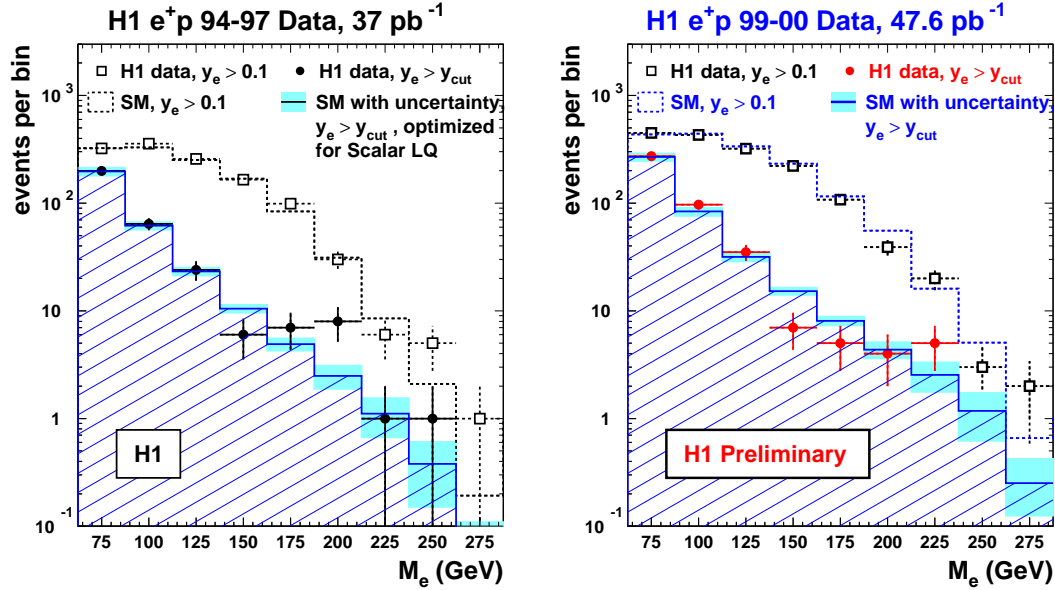 H1 e⁺p 94-97 Data, 37 pb⁻¹
events per bin
H1 data, yₑ > 0.1
H1 data, yₑ > y_cut
SM, yₑ > 0.1
SM with uncertainty,
yₑ > y_cut , optimized
for Scalar LQ
10³
10²
10
1
10⁻¹
H1
75 100 125 150 175 200 225 250 275
Mₑ (GeV)
H1 e⁺p 99-00 Data, 47.6 pb⁻¹
events per bin
H1 data, yₑ > 0.1
H1 data, yₑ > y_cut
SM, yₑ > 0.1
SM with uncertainty,
yₑ > y_cut
10³
10²
10
1
10⁻¹
H1 Preliminary
75 100 125 150 175 200 225 250 275
Mₑ (GeV)